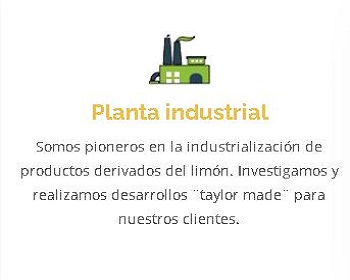 Planta industrial
Somos pioneros en la industrialización de
productos derivados del limón. Investigamos y
realizamos desarrollos ¨taylor made¨ para
nuestros clientes.